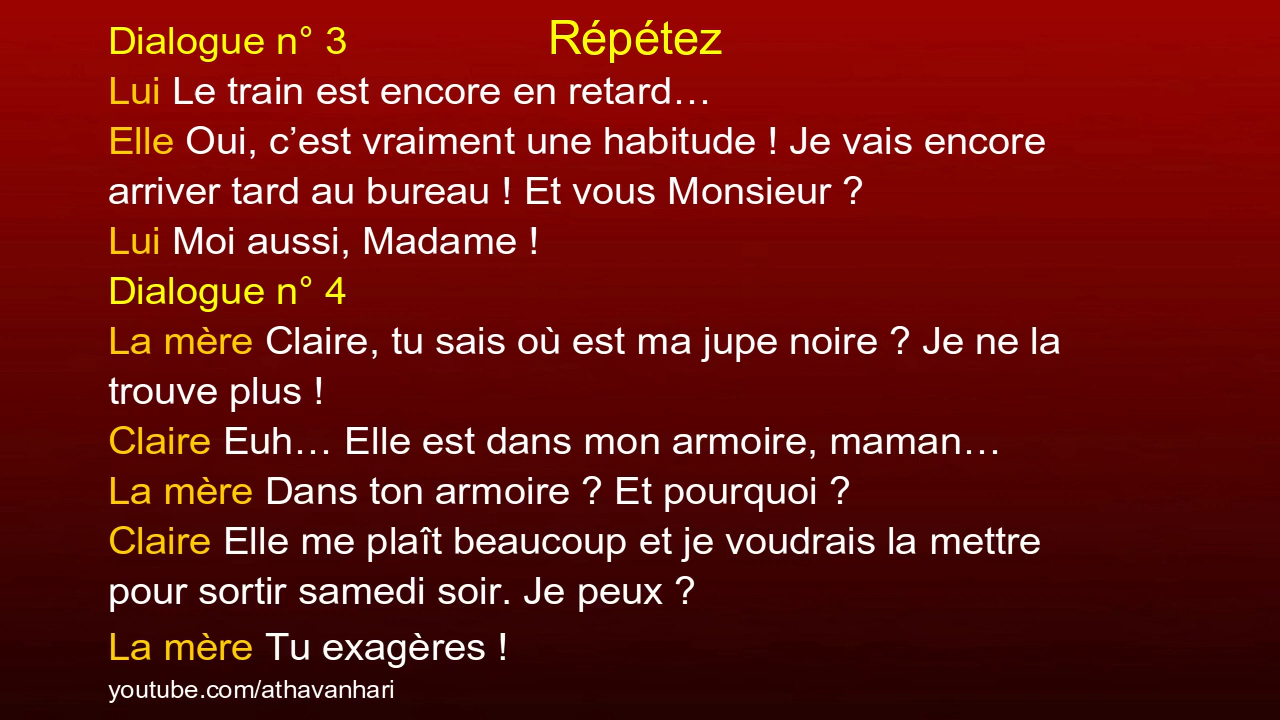 Dialogue n° 3 Répétez
Lui Le train est encore en retard…
Elle Oui, c’est vraiment une habitude ! Je vais encore
arriver tard au bureau ! Et vous Monsieur ?
Lui Moi aussi, Madame !
Dialogue n° 4
La mère Claire, tu sais où est ma jupe noire ? Je ne la
trouve plus !
Claire Euh… Elle est dans mon armoire, maman…
La mère Dans ton armoire ? Et pourquoi ?
Claire Elle me plaît beaucoup et je voudrais la mettre
pour sortir samedi soir. Je peux ?
La mère Tu exagères !
youtube.com/athavanhari